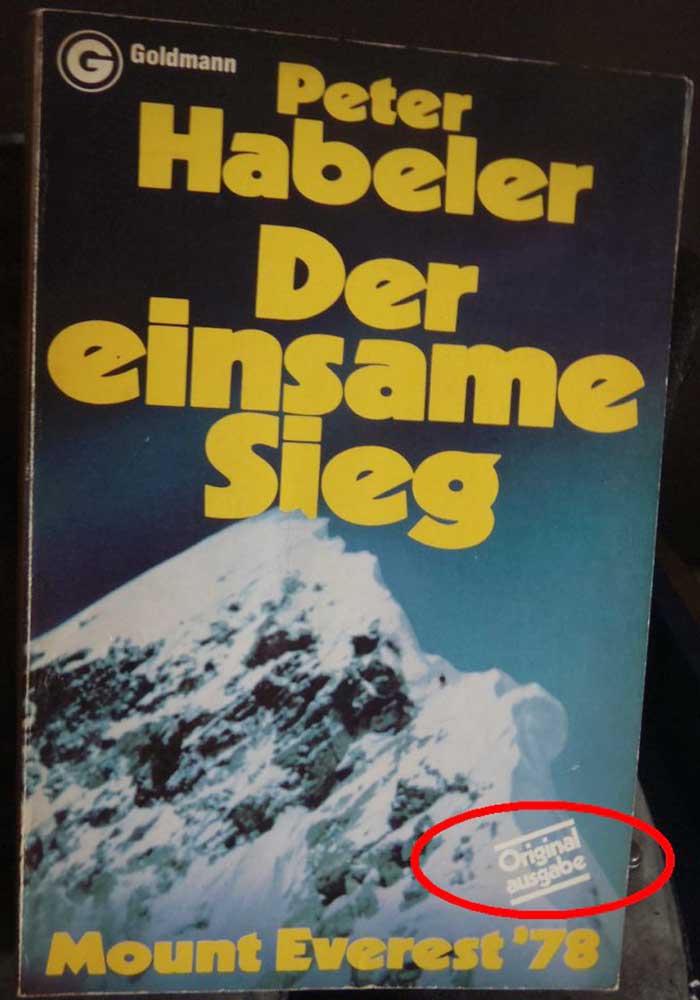 G Goldmann
Peter
Habeler
Der
einsame
Sieg
Original
ausgabe
Mount Everest '78